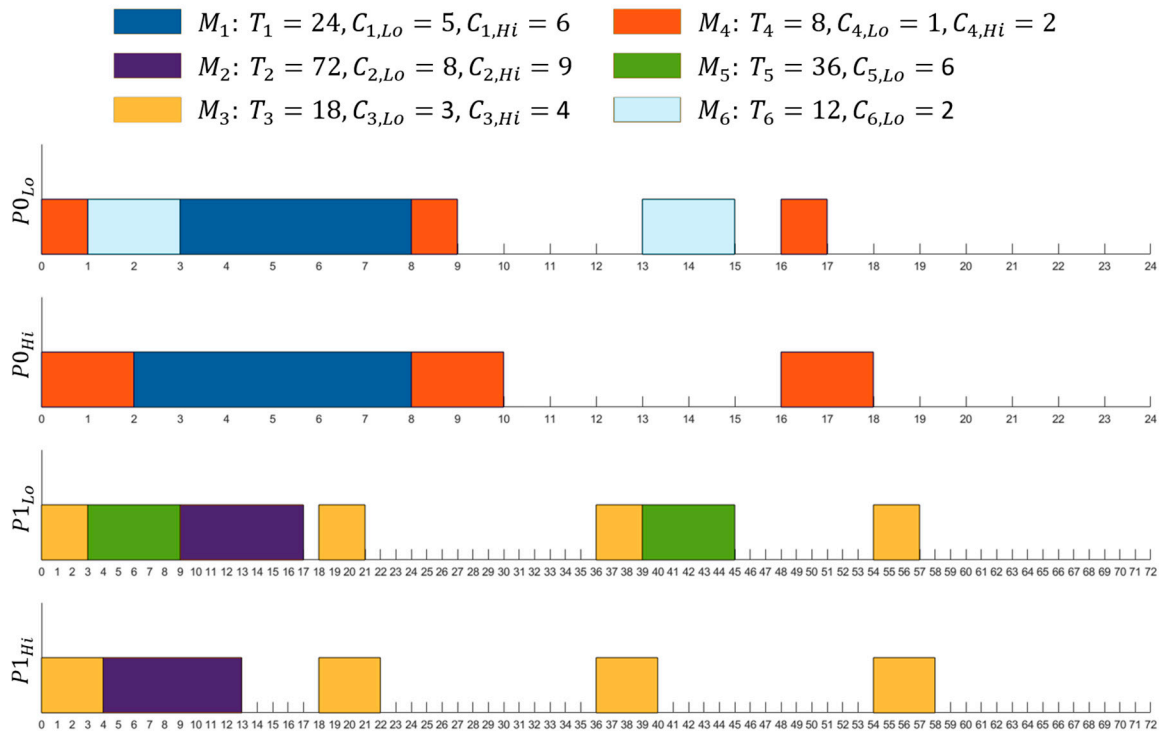 M₁: T₁ = 24, C₁,Lo = 5, C₁,Hi = 6
M₄: T₄ = 8, C₄,Lo = 1, C₄,Hi = 2
M₂: T₂ = 72, C₂,Lo = 8, C₂,Hi = 9
M₅: T₅ = 36, C₅,Lo = 6
M₃: T₃ = 18, C₃,Lo = 3, C₃,Hi = 4
M₆: T₆ = 12, C₆,Lo = 2
P0Lo
0 1 2 3 4 5 6 7 8 9 10 11 12 13 14 15 16 17 18 19 20 21 22 23 24
P0Hi
0 1 2 3 4 5 6 7 8 9 10 11 12 13 14 15 16 17 18 19 20 21 22 23 24
P1Lo
0 1 2 3 4 5 6 7 8 9 10 11 12 13 14 15 16 17 18 19 20 21 22 23 24 25 26 27 28 29 30 31 32 33 34 35 36 37 38 39 40 41 42 43 44 45 46 47 48 49 50 51 52 53 54 55 56 57 58 59 60 61 62 63 64 65 66 67 68 69 70 71 72
P1Hi
0 1 2 3 4 5 6 7 8 9 10 11 12 13 14 15 16 17 18 19 20 21 22 23 24 25 26 27 28 29 30 31 32 33 34 35 36 37 38 39 40 41 42 43 44 45 46 47 48 49 50 51 52 53 54 55 56 57 58 59 60 61 62 63 64 65 66 67 68 69 70 71 72